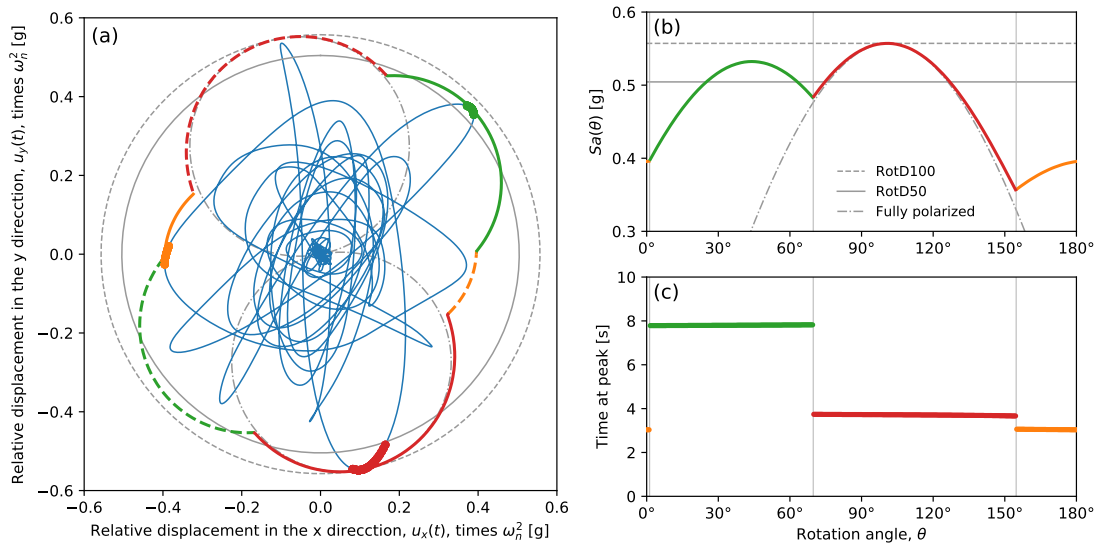 (a)
0.6
0.4
0.2
0.0
−0.2
−0.4
−0.6
Relative displacement in the y direcction, uy(t), times ωn² [g]
−0.6 −0.4 −0.2 0.0 0.2 0.4 0.6
Relative displacement in the x direcction, ux(t), times ωn² [g]
(b)
0.6
0.5
0.4
0.3
Sa(θ) [g]
RotD100
RotD50
Fully polarized
0° 30° 60° 90° 120° 150° 180°
(c)
10
8
6
4
2
0
Time at peak [s]
0° 30° 60° 90° 120° 150° 180°
Rotation angle, θ